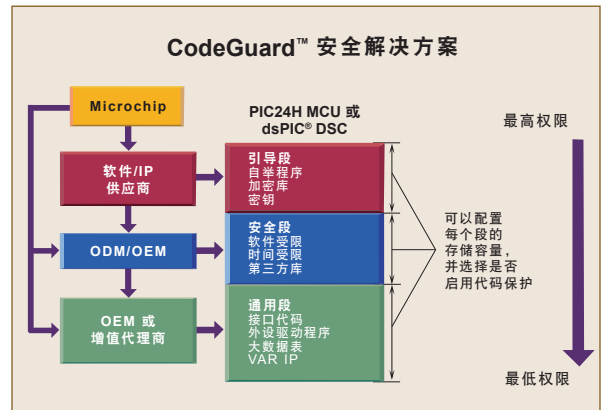 CodeGuard™ 安全解决方案
Microchip
PIC24H MCU 或
dsPIC® DSC
最高权限
软件/IP
供应商
引导段
自举程序
加密库
密钥
ODM/OEM
安全段
软件受限
时间受限
第三方库
可以配置
每个段的
存储容量,
并选择是否
启用代码保护
OEM 或
增值代理商
通用段
接口代码
外设驱动程序
大数据表
VAR IP
最低权限